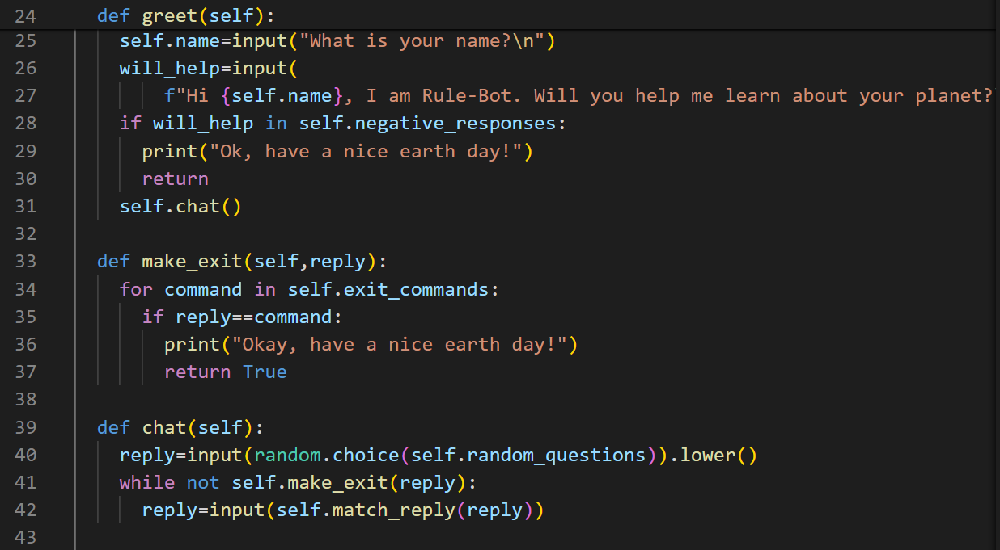 24 def greet(self):
25 self.name=input("What is your name?\n")
26 will_help=input(
27 f"Hi {self.name}, I am Rule-Bot. Will you help me learn about your planet?
28 if will_help in self.negative_responses:
29 print("Ok, have a nice earth day!")
30 return
31 self.chat()
32
33 def make_exit(self,reply):
34 for command in self.exit_commands:
35 if reply==command:
36 print("Okay, have a nice earth day!")
37 return True
38
39 def chat(self):
40 reply=input(random.choice(self.random_questions)).lower()
41 while not self.make_exit(reply):
42 reply=input(self.match_reply(reply))
43